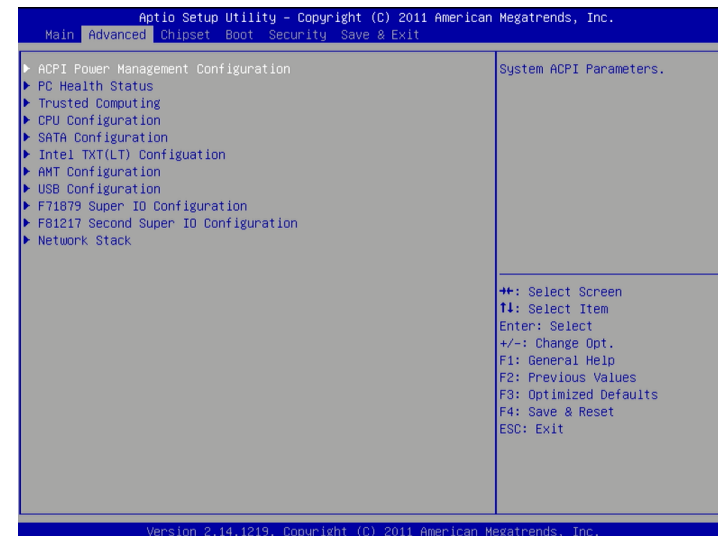 Aptio Setup Utility – Copyright (C) 2011 American Megatrends, Inc.
Main Advanced Chipset Boot Security Save & Exit
▶ ACPI Power Management Configuration
▶ PC Health Status
▶ Trusted Computing
▶ CPU Configuration
▶ SATA Configuration
▶ Intel TXT(LT) Configuation
▶ AMT Configuration
▶ USB Configuration
▶ F71879 Super IO Configuration
▶ F81217 Second Super IO Configuration
▶ Network Stack
System ACPI Parameters.
→←: Select Screen
↑↓: Select Item
Enter: Select
+/-: Change Opt.
F1: General Help
F2: Previous Values
F3: Optimized Defaults
F4: Save & Reset
ESC: Exit
Version 2.14.1219. Copyright (C) 2011 American Megatrends, Inc.